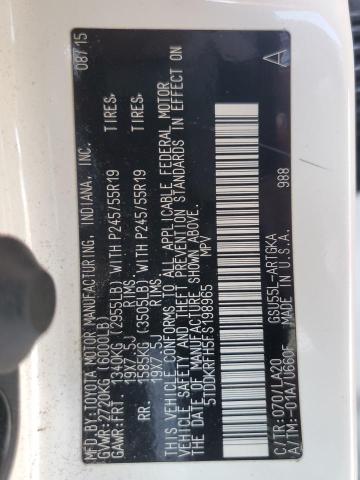 MFD. BY: TOYOTA MOTOR MANUFACTURING, INDIANA, INC. 08/15
GVWR: 2720KG (6000LB)
GAWR: FRT. 1340KG (2955LB) WITH P245/55R19 TIRES,
19X7.5J RIMS
RR. 1585KG (3505LB) WITH P245/55R19 TIRES,
19X7.5J RIMS
THIS VEHICLE CONFORMS TO ALL APPLICABLE FEDERAL MOTOR
VEHICLE SAFETY AND THEFT PREVENTION STANDARDS IN EFFECT ON
THE DATE OF MANUFACTURE SHOWN ABOVE.
5TDDKRFH5FS198965 MPV
A
C/TR: 070/LA20 GSU55L-ARTGKA
A/TM: -01A/U660F MADE IN U.S.A. 988